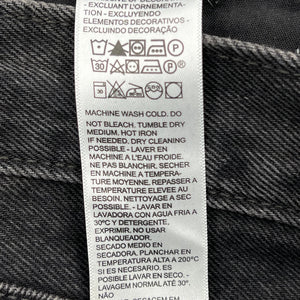 - EXCLUANT L'ORNEMENTA-
TION - EXCLUYENDO
ELEMENTOS DECORATIVOS -
EXCLUINDO DECORAÇÃO
P
P
30°
MACHINE WASH COLD. DO
NOT BLEACH. TUMBLE DRY
MEDIUM. HOT IRON
IF NEEDED. DRY CLEANING
POSSIBLE - LAVER EN
MACHINE A L'EAU FROIDE.
NE PAS BLANCHIR. SECHER
EN MACHINE A TEMPERA-
TURE MOYENNE. REPASSER A
TEMPERATURE ELEVEE AU
BESOIN. NETTOYAGE A SEC
POSSIBLE. - LAVAR EN
LAVADORA CON AGUA FRIA A
30ºC Y DETERGENTE.
EXPRIMIR. NO USAR
BLANQUEADOR.
SECADO MEDIO EN
SECADORA. PLANCHAR EN
TEMPERATURA ALTA A 200°C
SI ES NECESARIO. ES
POSIBLE LAVAR EN SECO. -
LAVAGEM NORMAL ATÉ 30°.
NÃO